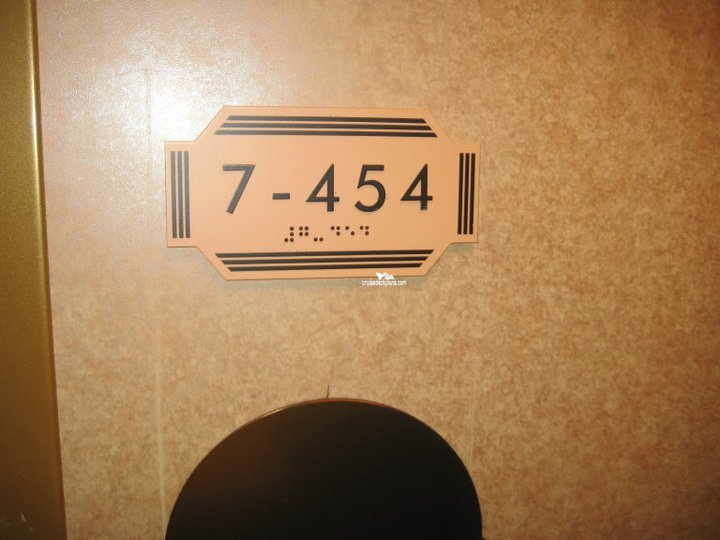 7-454
⠼⠛⠤⠙⠑⠙
cruisedeckplans.com